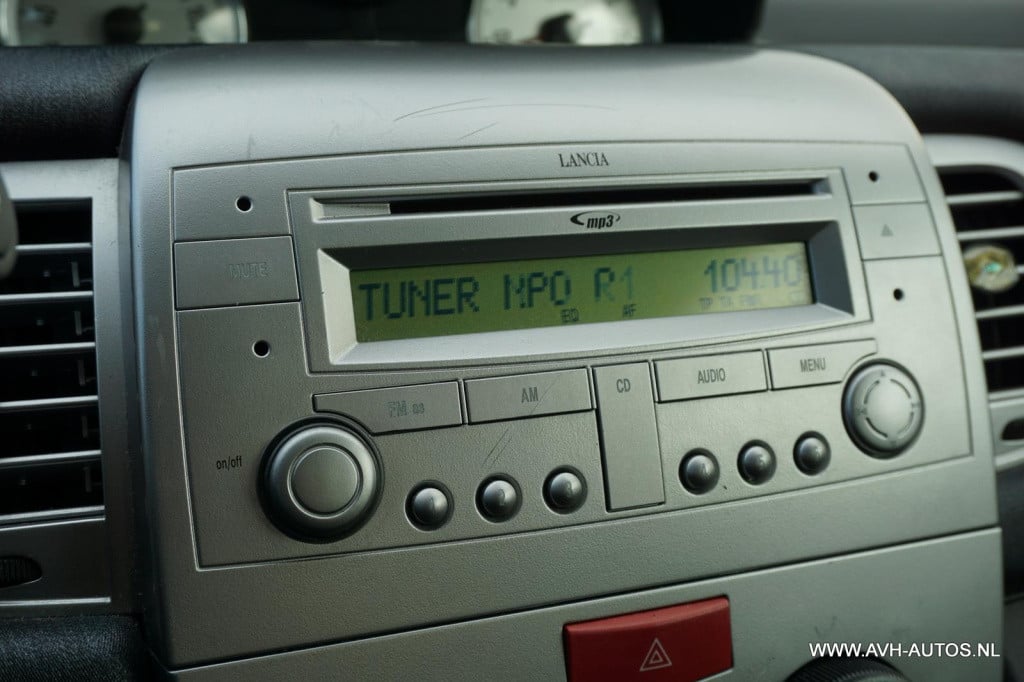 LANCIA
mp3
MUTE
TUNER NPO R1 104.40
EQ AF TP TA
FM as
AM
CD
AUDIO
MENU
on/off
WWW.AVH-AUTOS.NL